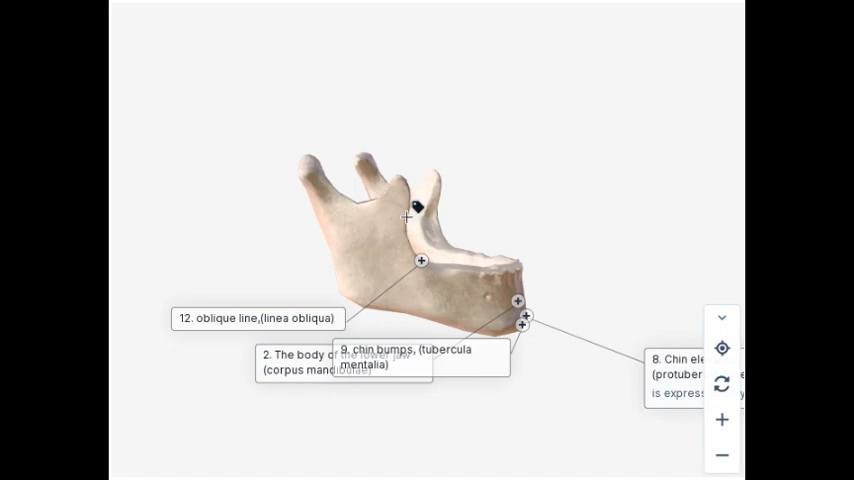 12. oblique line,(linea obliqua)
2. The body of the lower jaw
(corpus mandibulae)
9. chin bumps, (tubercula
mentalia)
8. Chin ele
(protuber
is express